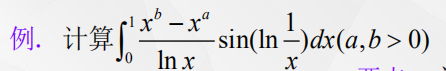 例. 计算∫₀¹ (x^b − x^a)/(ln x) sin(ln 1/x)dx(a,b > 0)